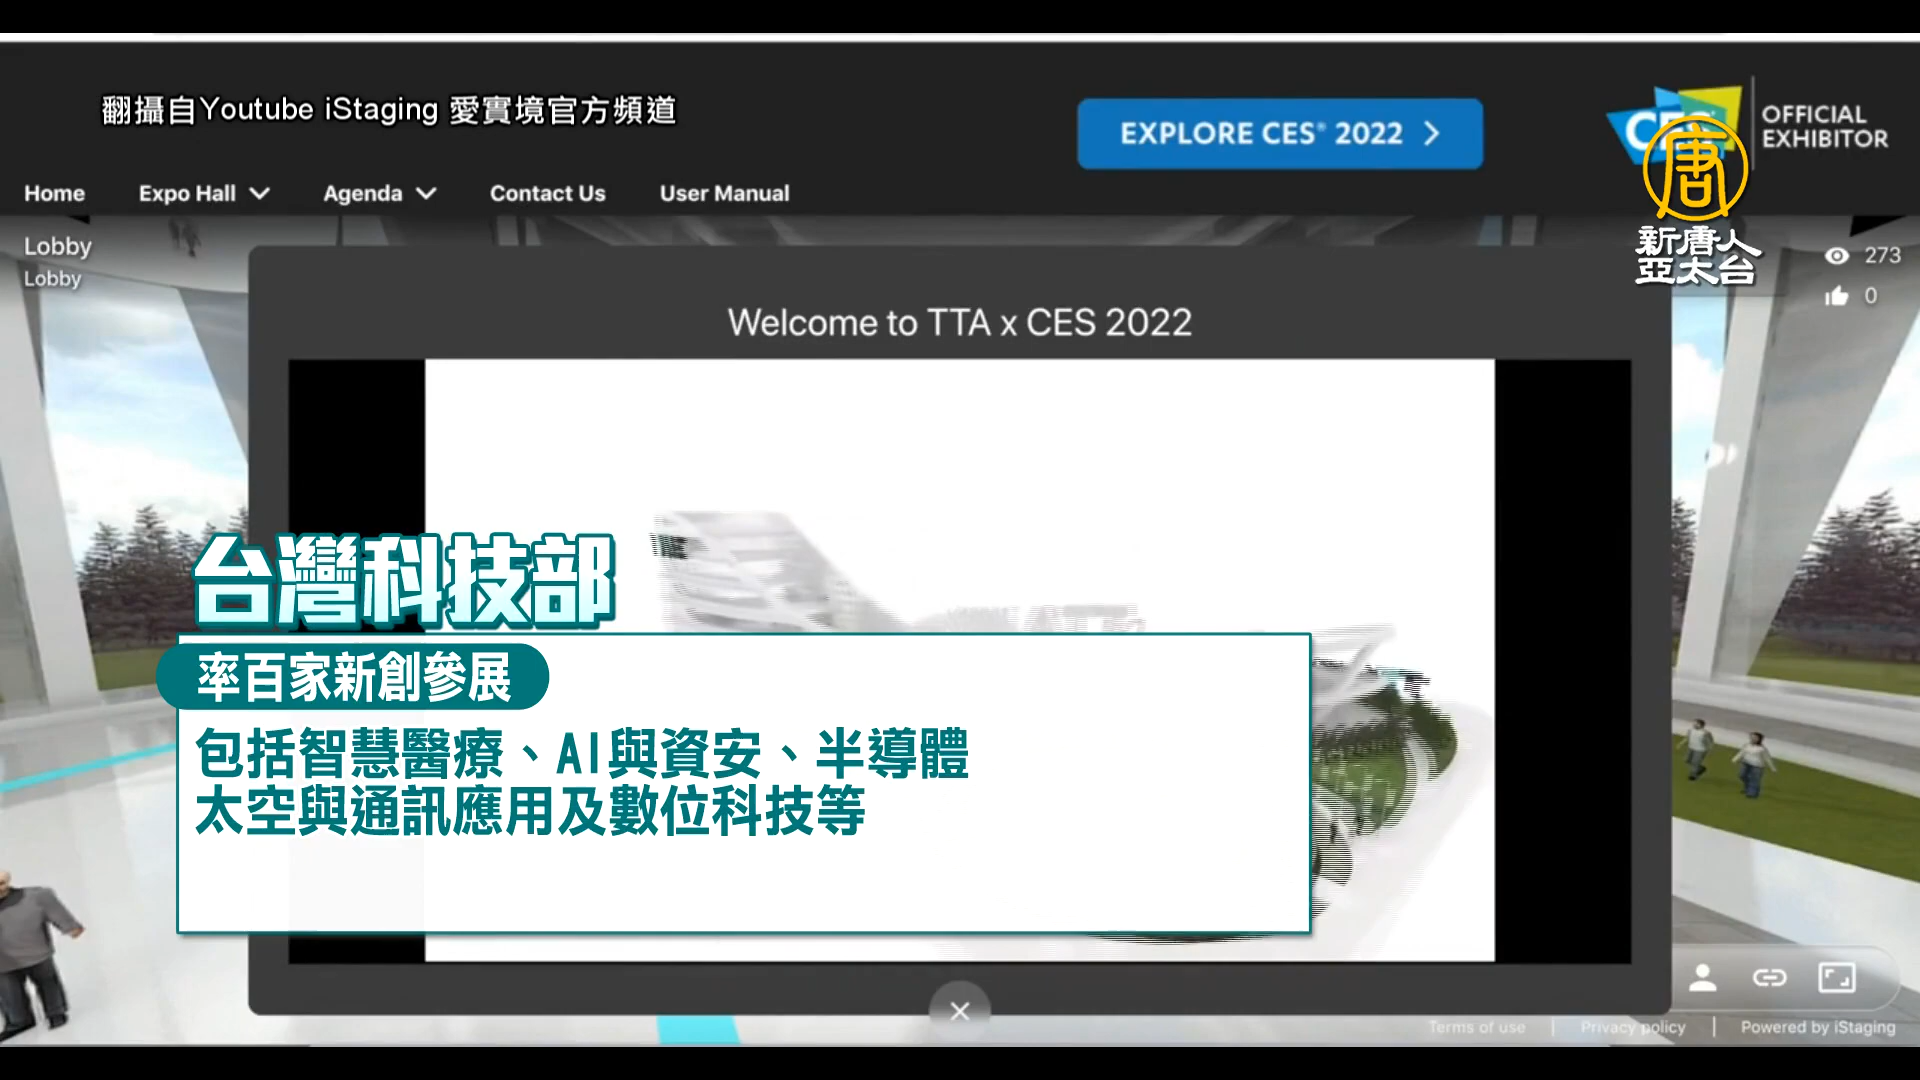 翻攝自Youtube iStaging 愛實境官方頻道
EXPLORE CES® 2022
CES
OFFICIAL
EXHIBITOR
唐
新唐人
亞太台
Home
Expo Hall
Agenda
Contact Us
User Manual
Lobby
Lobby
273
0
Welcome to TTA x CES 2022
台灣科技部
率百家新創參展
包括智慧醫療、AI與資安、半導體
太空與通訊應用及數位科技等
Terms of use
Privacy policy
Powered by iStaging